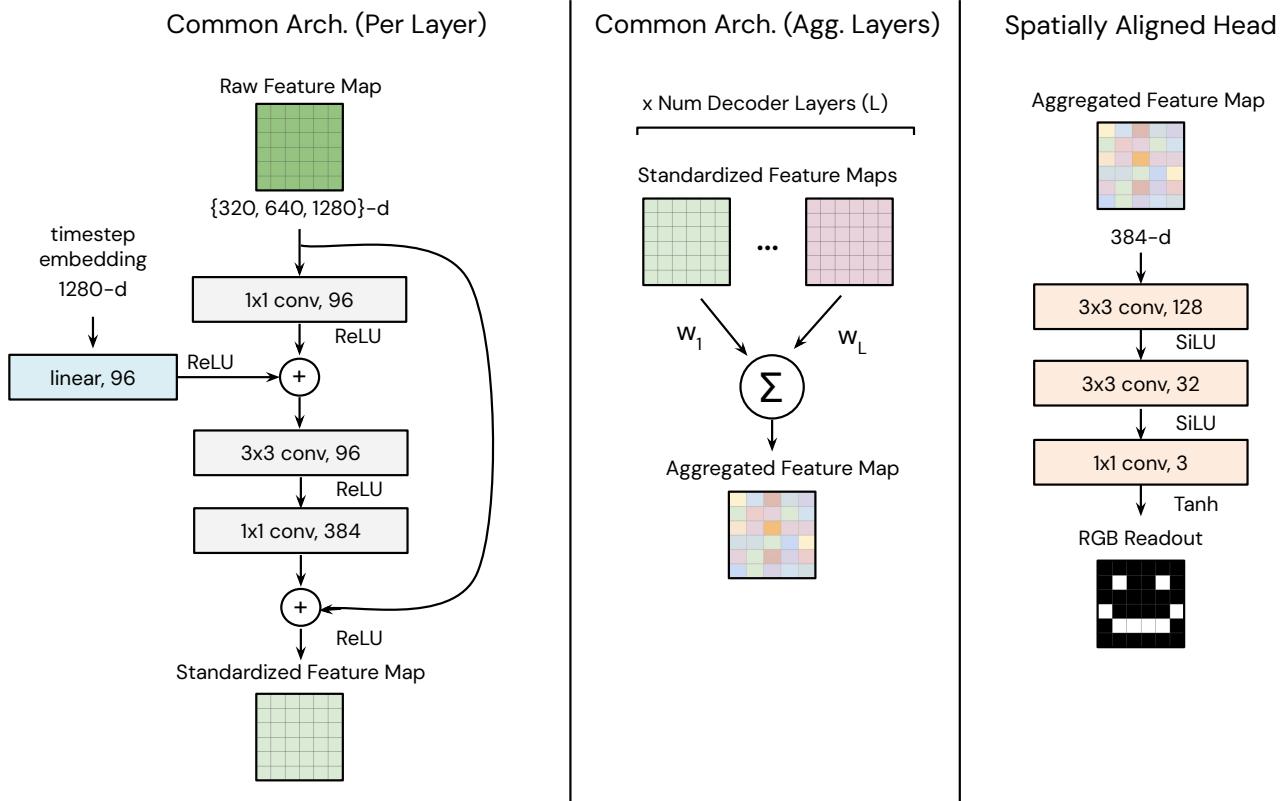 Common Arch. (Per Layer)
Raw Feature Map
{320, 640, 1280}-d
timestep
embedding
1280-d
1x1 conv, 96
ReLU
linear, 96
ReLU
+
3x3 conv, 96
ReLU
1x1 conv, 384
+
ReLU
Standardized Feature Map
Common Arch. (Agg. Layers)
x Num Decoder Layers (L)
Standardized Feature Maps
...
w1
wL
Σ
Aggregated Feature Map
Spatially Aligned Head
Aggregated Feature Map
384-d
3x3 conv, 128
SiLU
3x3 conv, 32
SiLU
1x1 conv, 3
Tanh
RGB Readout